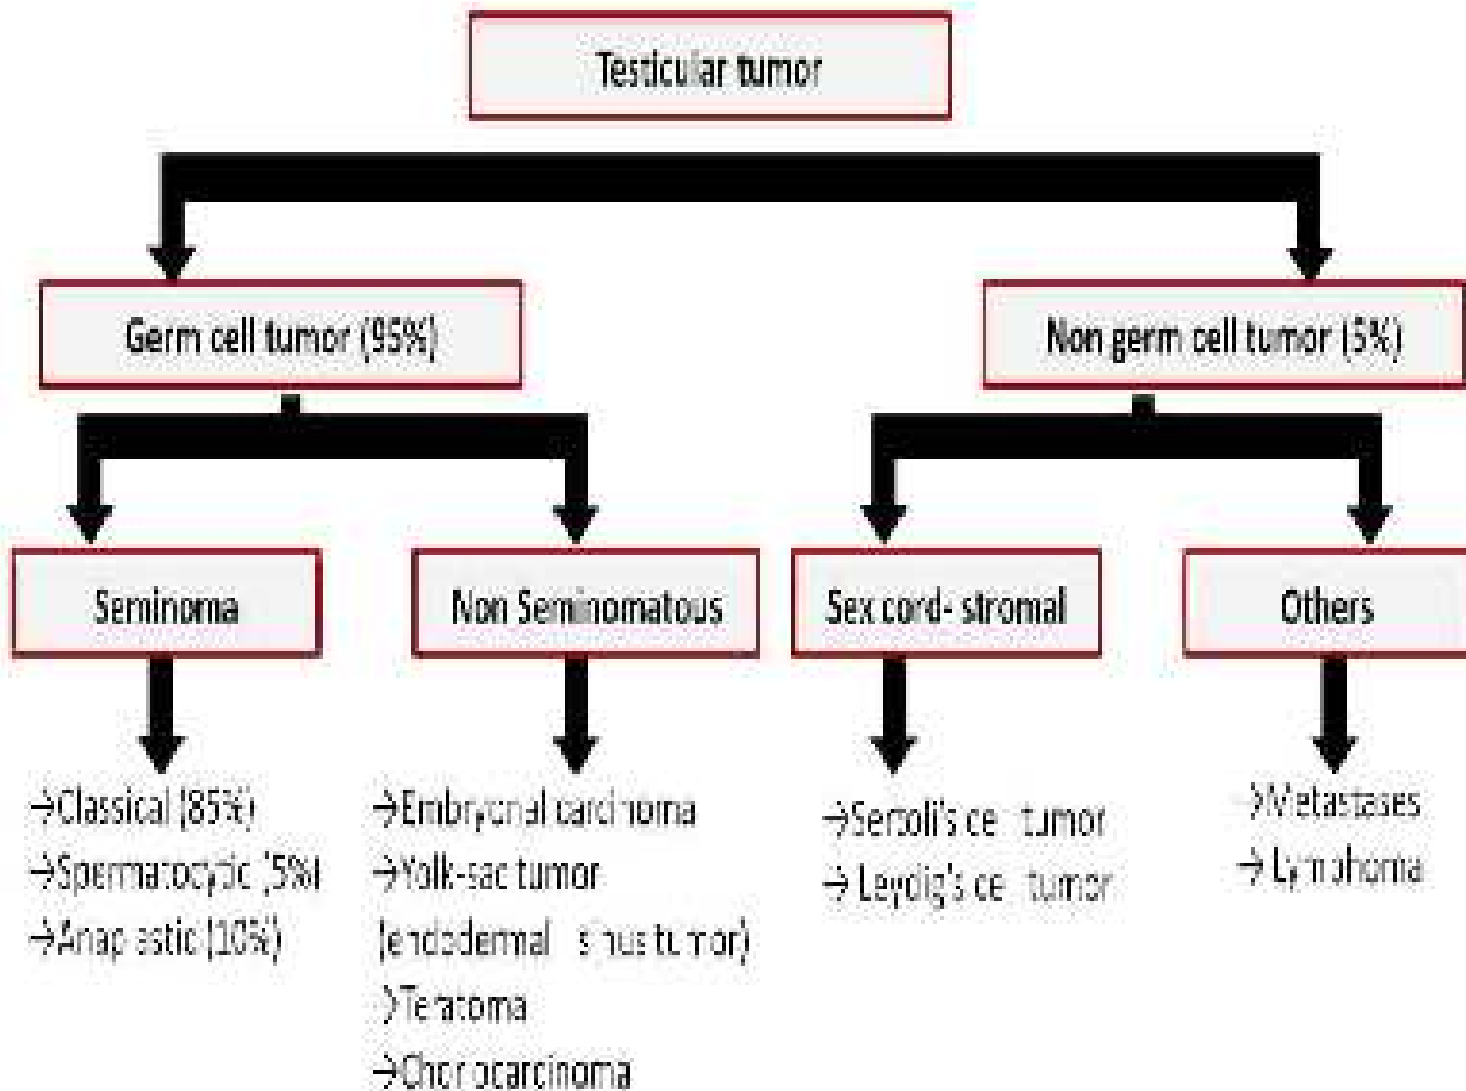 Testicular tumor
Germ cell tumor (95%)
Non germ cell tumor (5%)
Seminoma
Non Seminomatous
Sex cord- stromal
Others
→Classical (85%)
→Spermatocytic (5%)
→Anaplastic (10%)
→Embryonal carcinoma
→Yolk-sac tumor
(endodermal sinus tumor)
→Teratoma
→Choriocarcinoma
→Sertoli's cell tumor
→Leydig's cell tumor
→Metastases
→Lymphoma